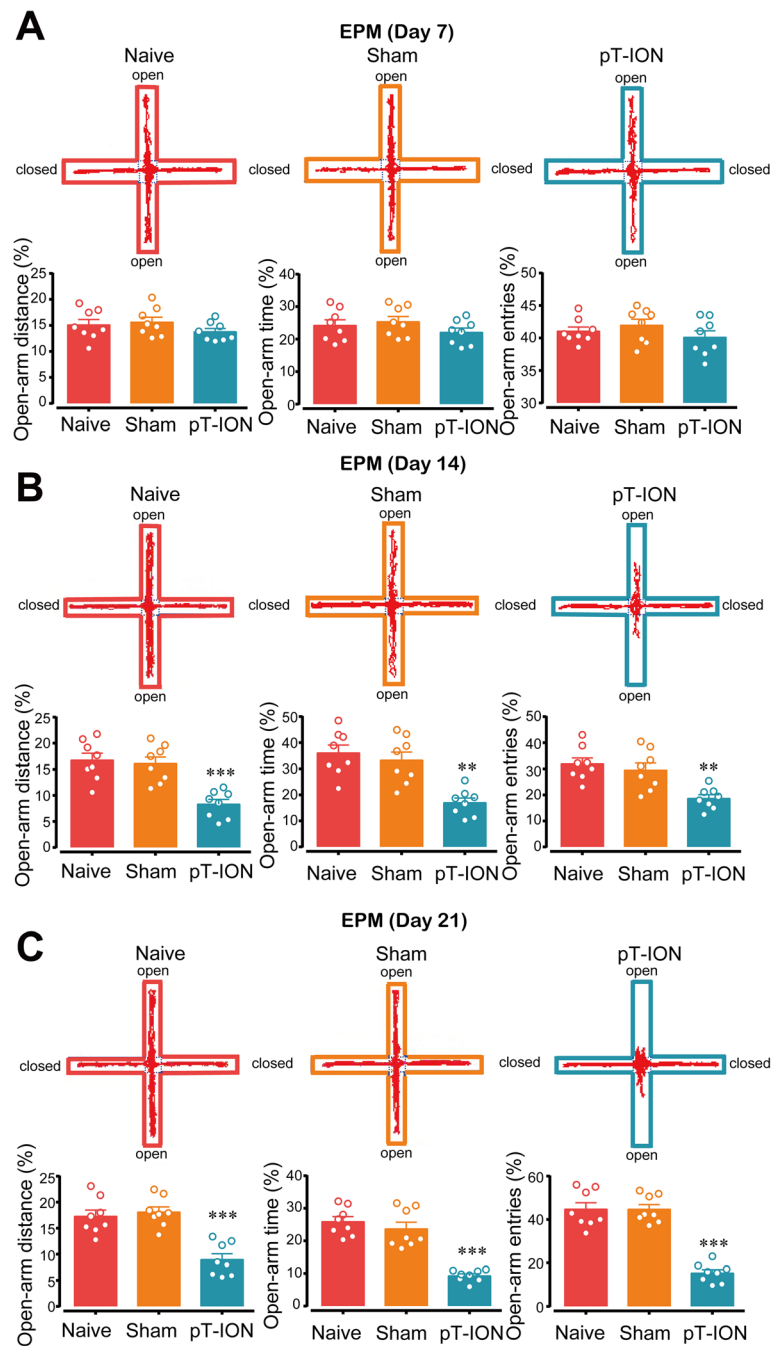 A
EPM (Day 7)
Naive Sham pT-ION
open open open
closed closed closed closed
open open open
Open-arm distance (%)
25
20
15
10
5
0
Naive Sham pT-ION
Open-arm time (%)
40
30
20
10
0
Naive Sham pT-ION
Open-arm entries (%)
50
45
40
35
30
Naive Sham pT-ION
B
EPM (Day 14)
Naive Sham pT-ION
open open open
closed closed closed closed
open open open
Open-arm distance (%)
25
20
15
10
5
0
***
Naive Sham pT-ION
Open-arm time (%)
50
40
30
20
10
0
**
Naive Sham pT-ION
Open-arm entries (%)
50
40
30
20
10
0
**
Naive Sham pT-ION
C
EPM (Day 21)
Naive Sham pT-ION
open open open
closed closed closed closed
open open open
Open-arm distance (%)
25
20
15
10
5
0
***
Naive Sham pT-ION
Open-arm time (%)
40
30
20
10
0
***
Naive Sham pT-ION
Open-arm entries (%)
60
40
20
0
***
Naive Sham pT-ION